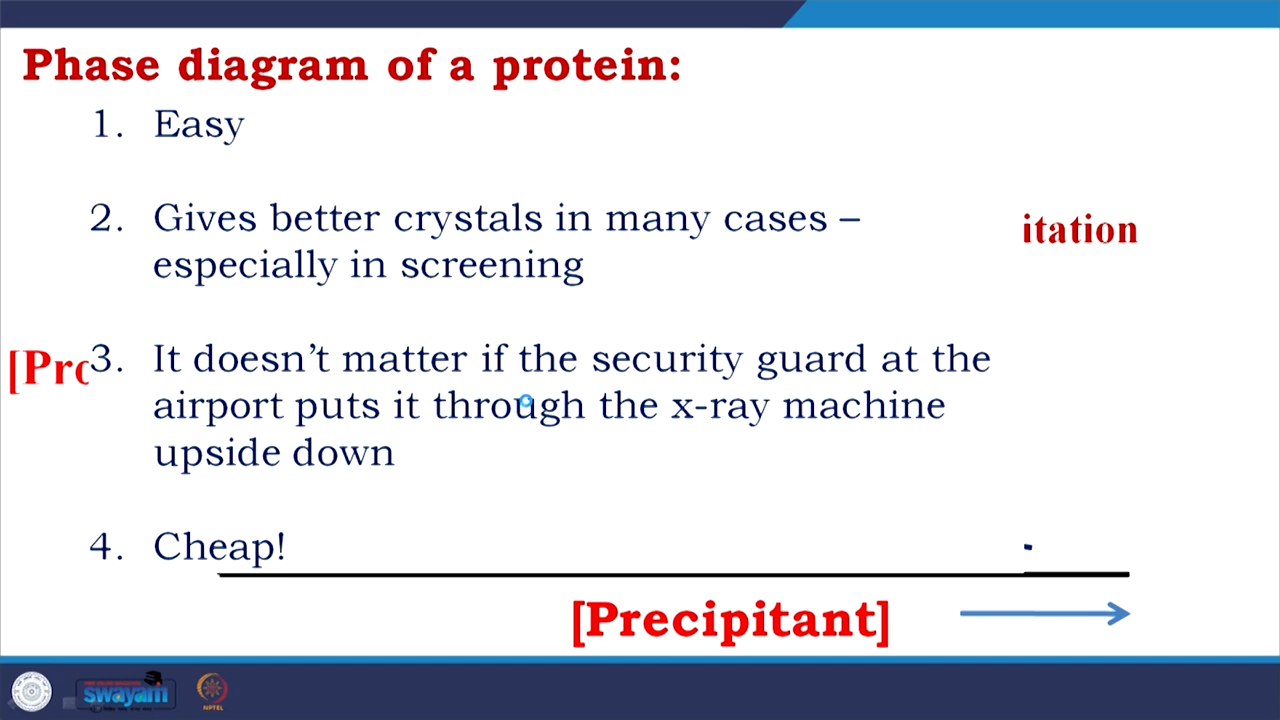 Phase diagram of a protein:
1. Easy
2. Gives better crystals in many cases –
especially in screening
itation
[Pro
3. It doesn't matter if the security guard at the
airport puts it through the x-ray machine
upside down
4. Cheap!
[Precipitant]
swayam
NPTEL